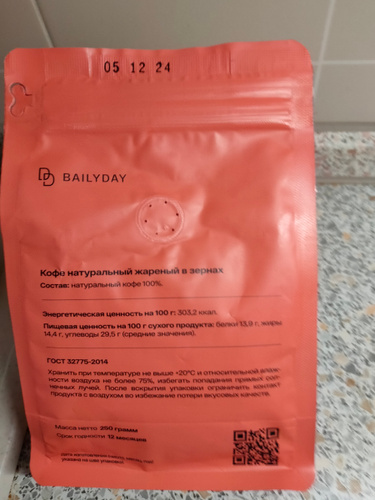 05 12 24
BAILYDAY
Кофе натуральный жареный в зернах
Состав: натуральный кофе 100%.
Энергетическая ценность на 100 г: 303,2 ккал.
Пищевая ценность на 100 г сухого продукта: белки 13,9 г, жиры
14,4 г, углеводы 29,5 г (средние значения).
ГОСТ 32775-2014
Хранить при температуре не выше +20°C и относительной влаж-
ности воздуха не более 75%, избегать попадания прямых сол-
нечных лучей. После вскрытия упаковки ограничить контакт
продукта с воздухом во избежание потери вкусовых качеств.
Масса нетто 250 грамм
Срок годности 12 месяцев
указана на шве упаковки.